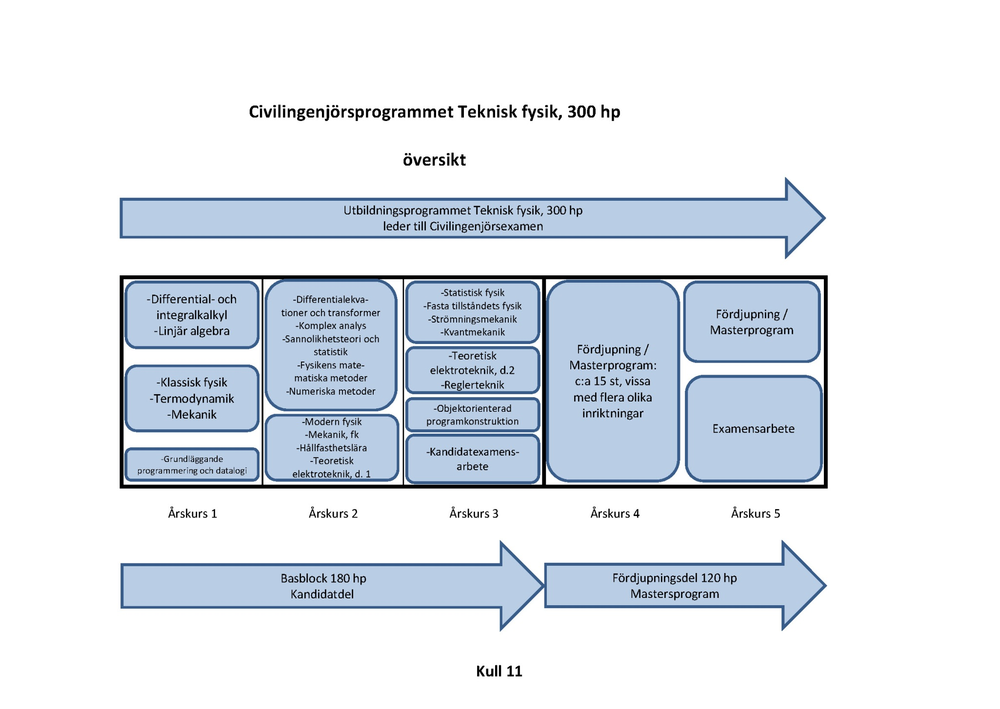 Civilingenjörsprogrammet Teknisk fysik, 300 hp
översikt
Utbildningsprogrammet Teknisk fysik, 300 hp
leder till Civilingenjörsexamen
-Differential- och
integralkalkyl
-Linjär algebra
-Klassisk fysik
-Termodynamik
-Mekanik
-Grundläggande
programmering och datalogi
-Differentialekva-
tioner och transformer
-Komplex analys
-Sannolikhetsteori och
statistik
-Fysikens mate-
matiska metoder
-Numeriska metoder
-Modern fysik
-Mekanik, fk
-Hållfasthetslära
-Teoretisk
elektroteknik, d. 1
-Statistisk fysik
-Fasta tillståndets fysik
-Strömningsmekanik
-Kvantmekanik
-Teoretisk
elektroteknik, d.2
-Reglerteknik
-Objektorienterad
programkonstruktion
-Kandidatexamens-
arbete
Fördjupning /
Masterprogram:
c:a 15 st, vissa
med flera olika
inriktningar
Fördjupning /
Masterprogram
Examensarbete
Årskurs 1
Årskurs 2
Årskurs 3
Årskurs 4
Årskurs 5
Basblock 180 hp
Kandidatdel
Fördjupningsdel 120 hp
Mastersprogram
Kull 11